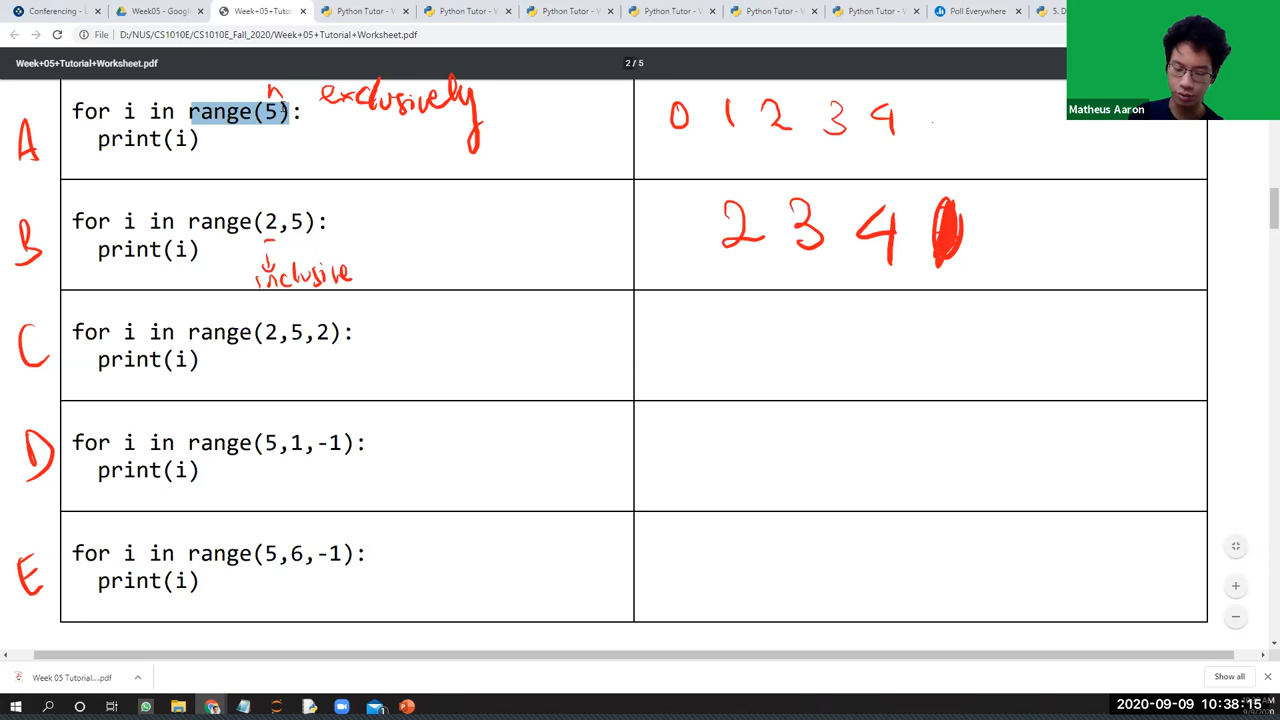 Conferencing -
Week05 - Google
Week+05+Tuto
Python Tutor - V
Python Tutor - V
Python Tutor - V
Python Tutor - V
Python Tutor - V
Python Tutor - V
Poll Everywhere
5. D
File
D:/NUS/CS1010E/CS1010E_Fall_2020/Week+05+Tutorial+Worksheet.pdf
Week+05+Tutorial+Worksheet.pdf
2 / 5
Matheus Aaron
n exclusively
A
for i in range(5):
print(i)
0 1 2 3 4
B
for i in range(2,5):
print(i)
inclusive
2 3 4
C
for i in range(2,5,2):
print(i)
D
for i in range(5,1,-1):
print(i)
E
for i in range(5,6,-1):
print(i)
Week 05 Tutorial....pdf
Show all
2020-09-09 10:38:15